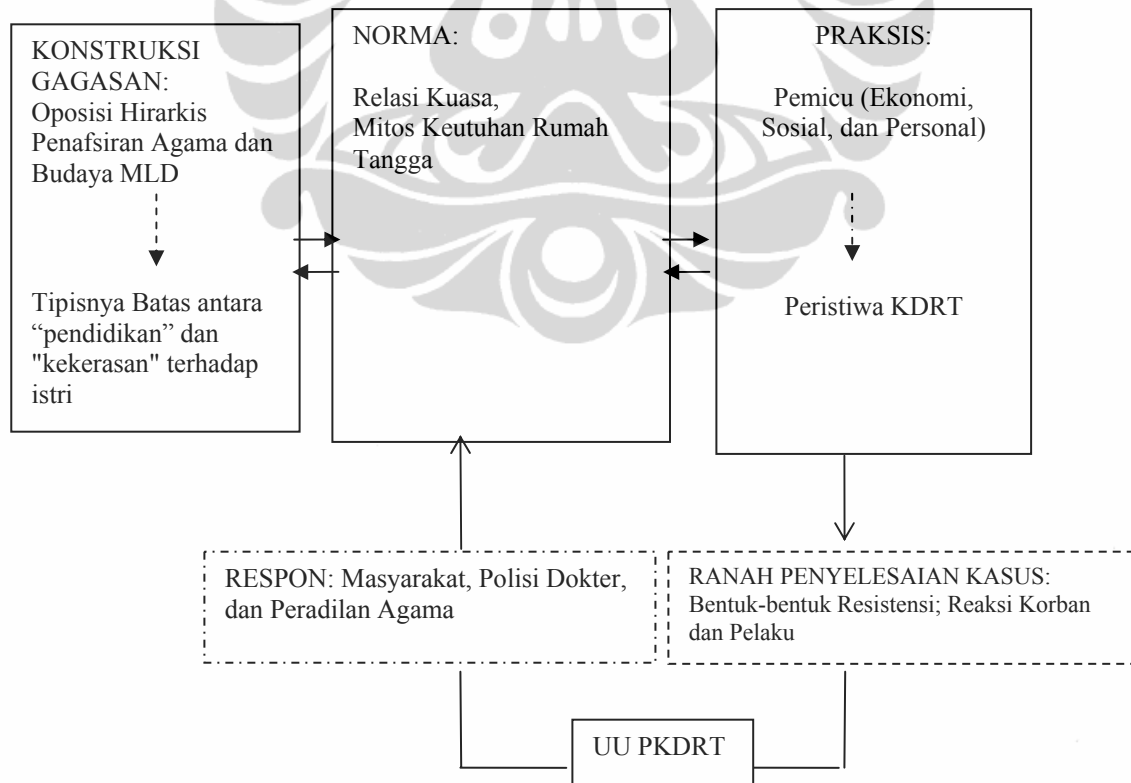 KONSTRUKSI
GAGASAN:
Oposisi Hirarkis
Penafsiran Agama dan
Budaya MLD
Tipisnya Batas antara
“pendidikan” dan
"kekerasan" terhadap
istri
NORMA:
Relasi Kuasa,
Mitos Keutuhan Rumah
Tangga
PRAKSIS:
Pemicu (Ekonomi,
Sosial, dan Personal)
Peristiwa KDRT
RESPON: Masyarakat, Polisi Dokter,
dan Peradilan Agama
RANAH PENYELESAIAN KASUS:
Bentuk-bentuk Resistensi; Reaksi Korban
dan Pelaku
UU PKDRT